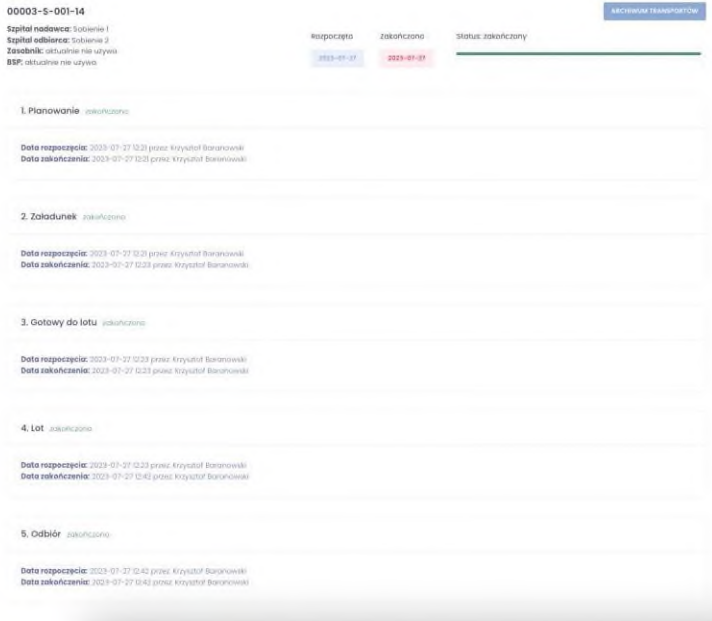 00003-S-001-14
ARCHIWUM TRANSPORTÓW
Szpital nadawca: Sobienie 1
Szpital odbiorca: Sobienie 2
Zasobnik: aktualnie nie używa
BSP: aktualnie nie używa
Rozpoczęto Zakończono Status: zakończony
2023-07-27 2023-07-27
1. Planowanie zakończono
Data rozpoczęcia: 2023-07-27 12:21 przez Krzysztof Baranowski
Data zakończenia: 2023-07-27 12:21 przez Krzysztof Baranowski
2. Załadunek zakończono
Data rozpoczęcia: 2023-07-27 12:21 przez Krzysztof Baranowski
Data zakończenia: 2023-07-27 12:23 przez Krzysztof Baranowski
3. Gotowy do lotu zakończono
Data rozpoczęcia: 2023-07-27 12:23 przez Krzysztof Baranowski
Data zakończenia: 2023-07-27 12:23 przez Krzysztof Baranowski
4. Lot zakończono
Data rozpoczęcia: 2023-07-27 12:23 przez Krzysztof Baranowski
Data zakończenia: 2023-07-27 12:42 przez Krzysztof Baranowski
5. Odbiór zakończono
Data rozpoczęcia: 2023-07-27 12:42 przez Krzysztof Baranowski
Data zakończenia: 2023-07-27 12:42 przez Krzysztof Baranowski